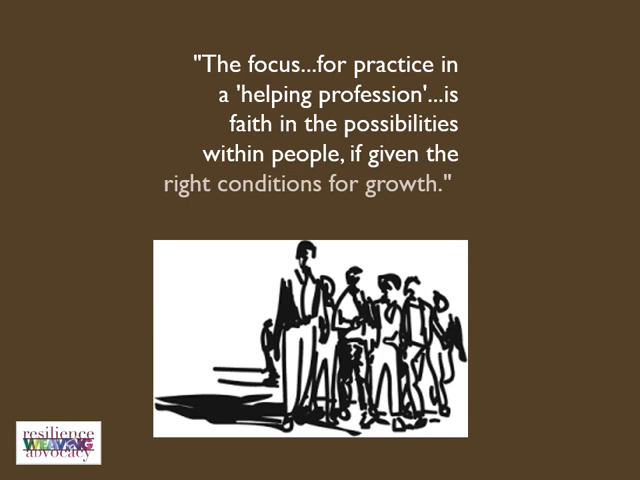 "The focus...for practice in
a 'helping profession'...is
faith in the possibilities
within people, if given the
right conditions for growth."
resilience
WEAVING
advocacy